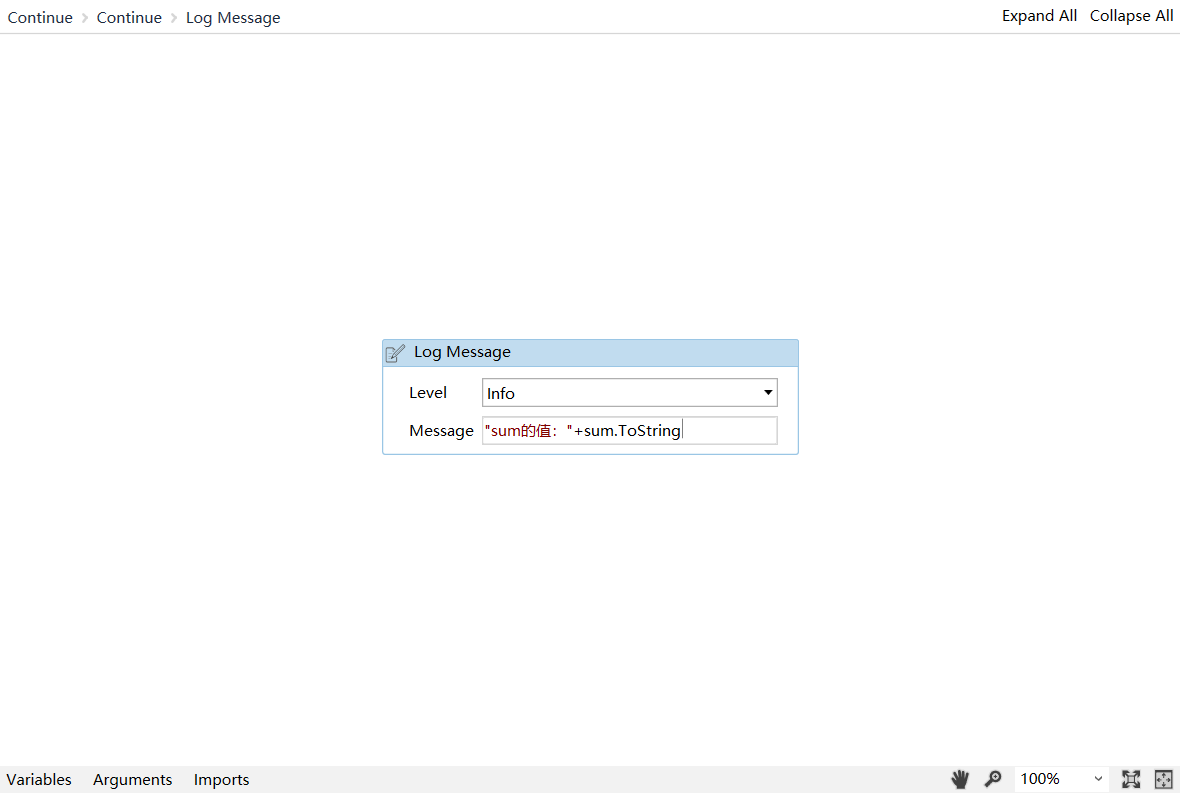 Continue > Continue > Log Message
Expand All Collapse All
Log Message
Level Info
Message "sum的值："+sum.ToString
Variables Arguments Imports 100%